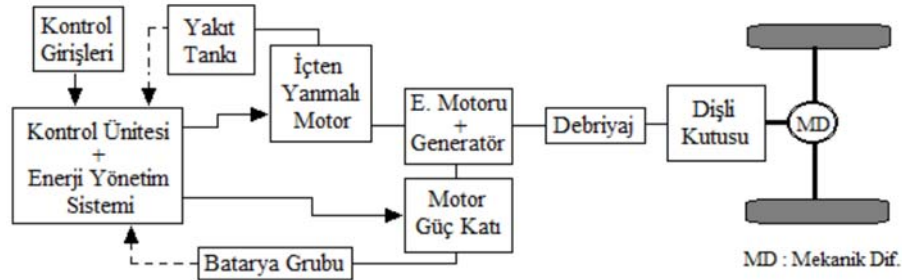 Kontrol
Girişleri
Yakıt
Tankı
İçten
Yanmalı
Motor
Kontrol Ünitesi
+
Enerji Yönetim
Sistemi
E. Motoru
+
Generatör
Debriyaj
Dişli
Kutusu
MD
Motor
Güç Katı
Batarya Grubu
MD : Mekanik Dif.